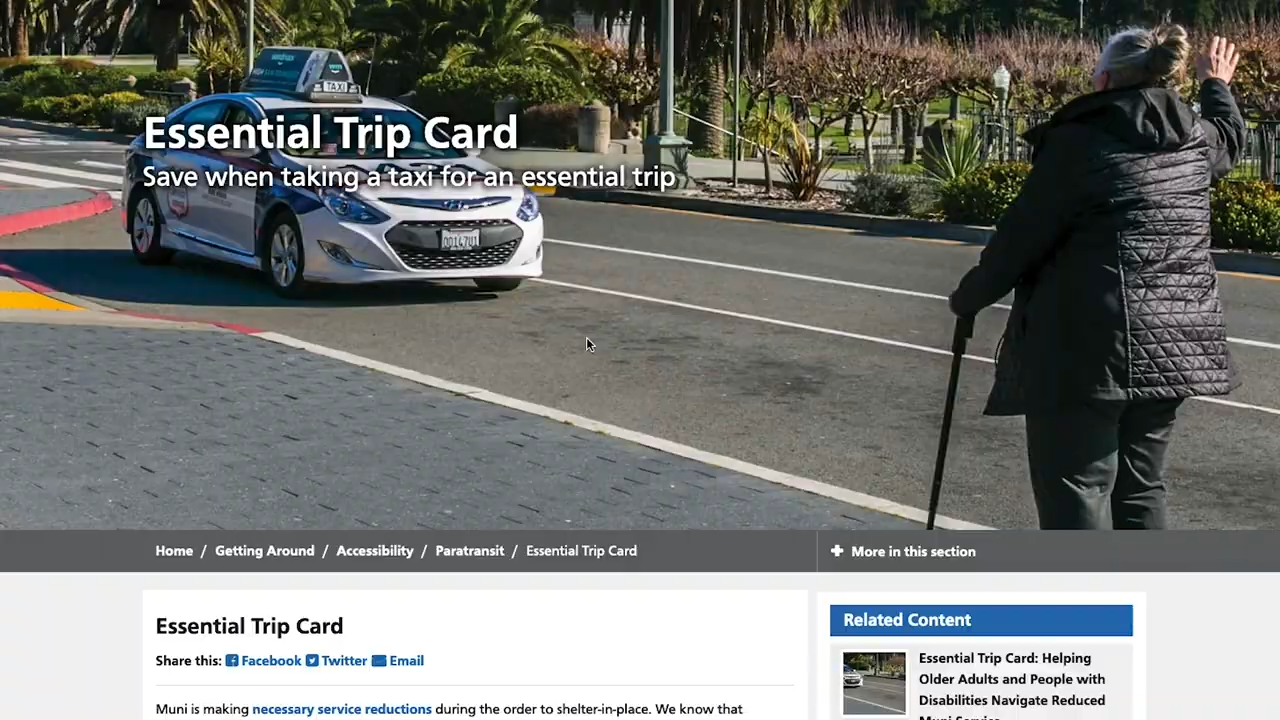 TAXI
Essential Trip Card
Save when taking a taxi for an essential trip
Home / Getting Around / Accessibility / Paratransit / Essential Trip Card
More in this section
Essential Trip Card
Share this: Facebook Twitter Email
Muni is making necessary service reductions during the order to shelter-in-place. We know that
Related Content
Essential Trip Card: Helping
Older Adults and People with
Disabilities Navigate Reduced
Muni Service